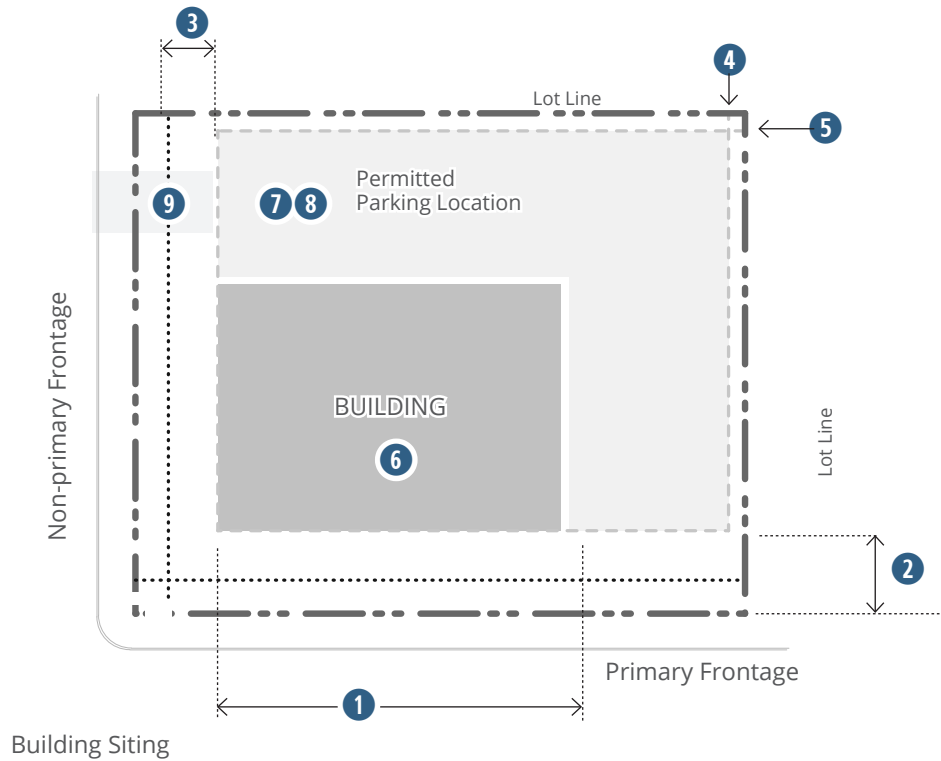 3
4
Lot Line
5
Permitted
Parking Location
9
7
8
Non-primary Frontage
BUILDING
6
Lot Line
2
Primary Frontage
1
Building Siting